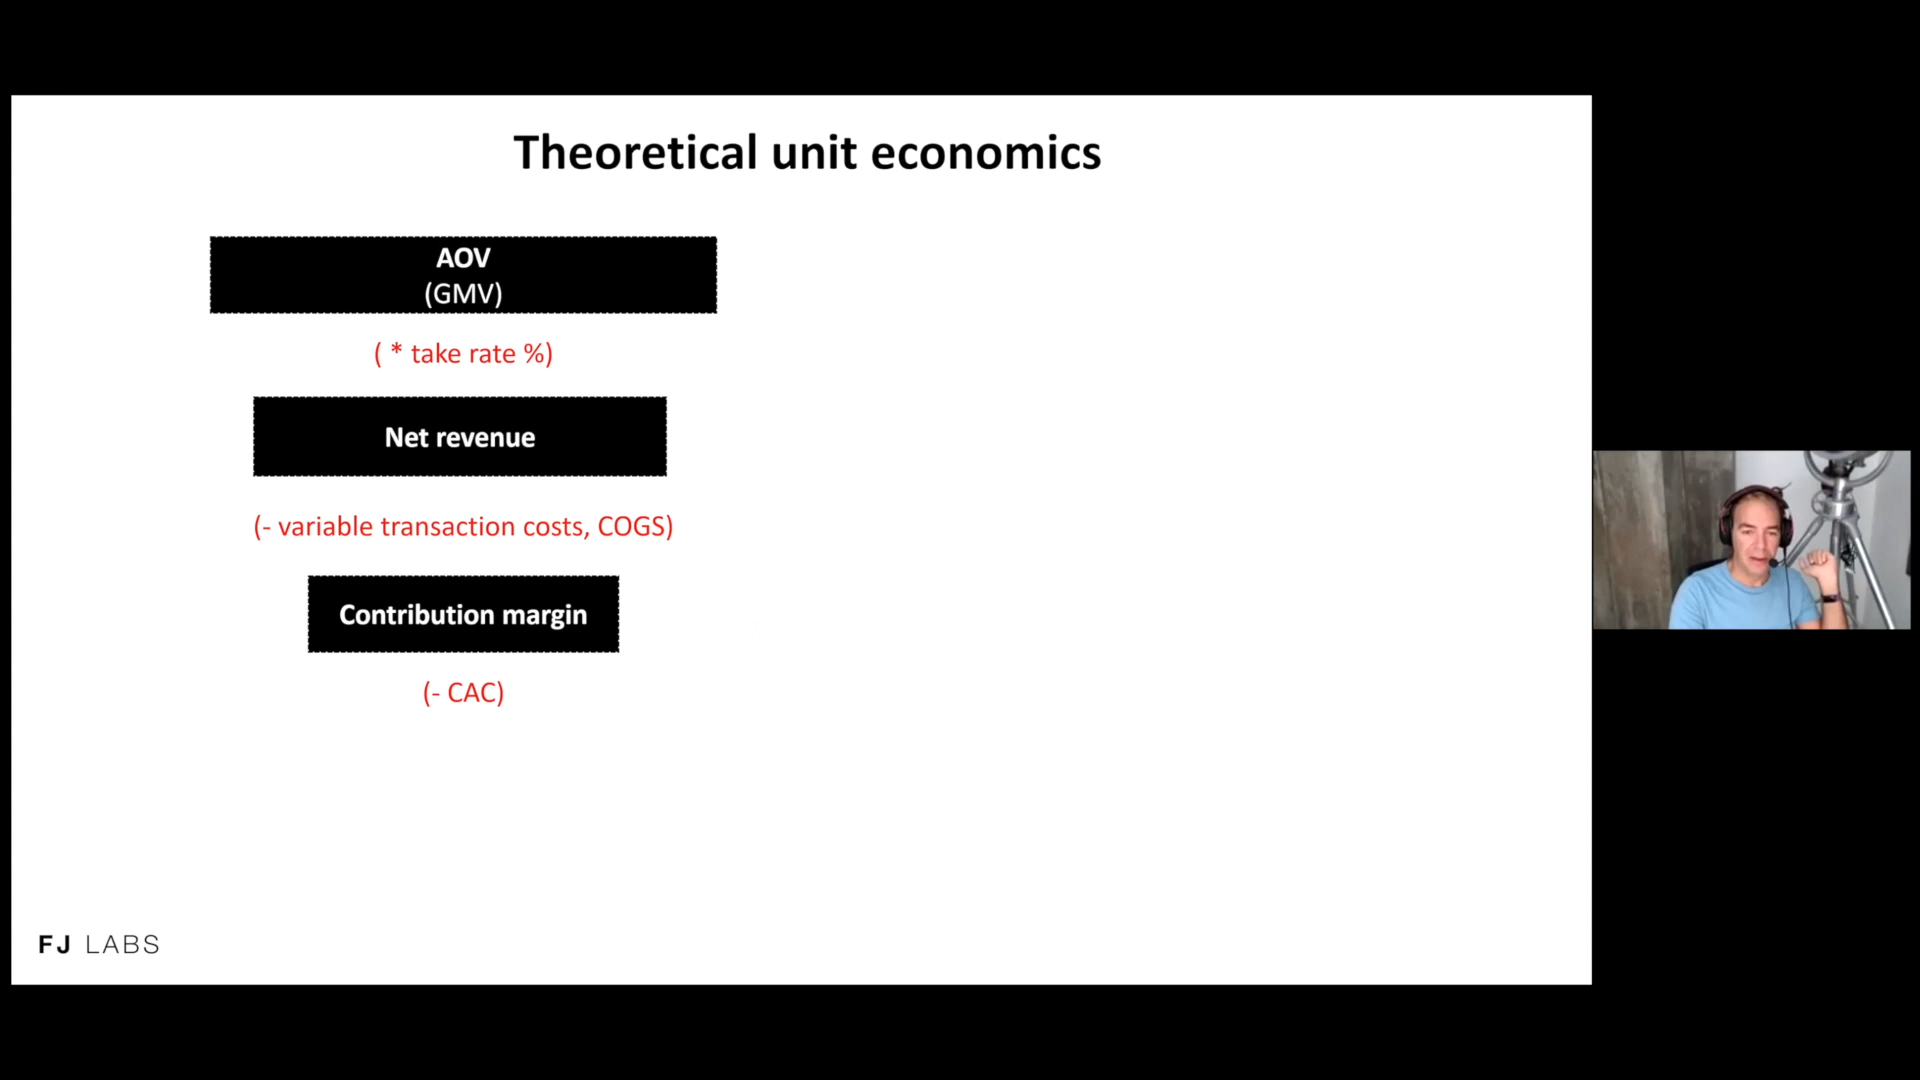 Theoretical unit economics
AOV
(GMV)
( * take rate %)
Net revenue
(- variable transaction costs, COGS)
Contribution margin
(- CAC)
FJ LABS